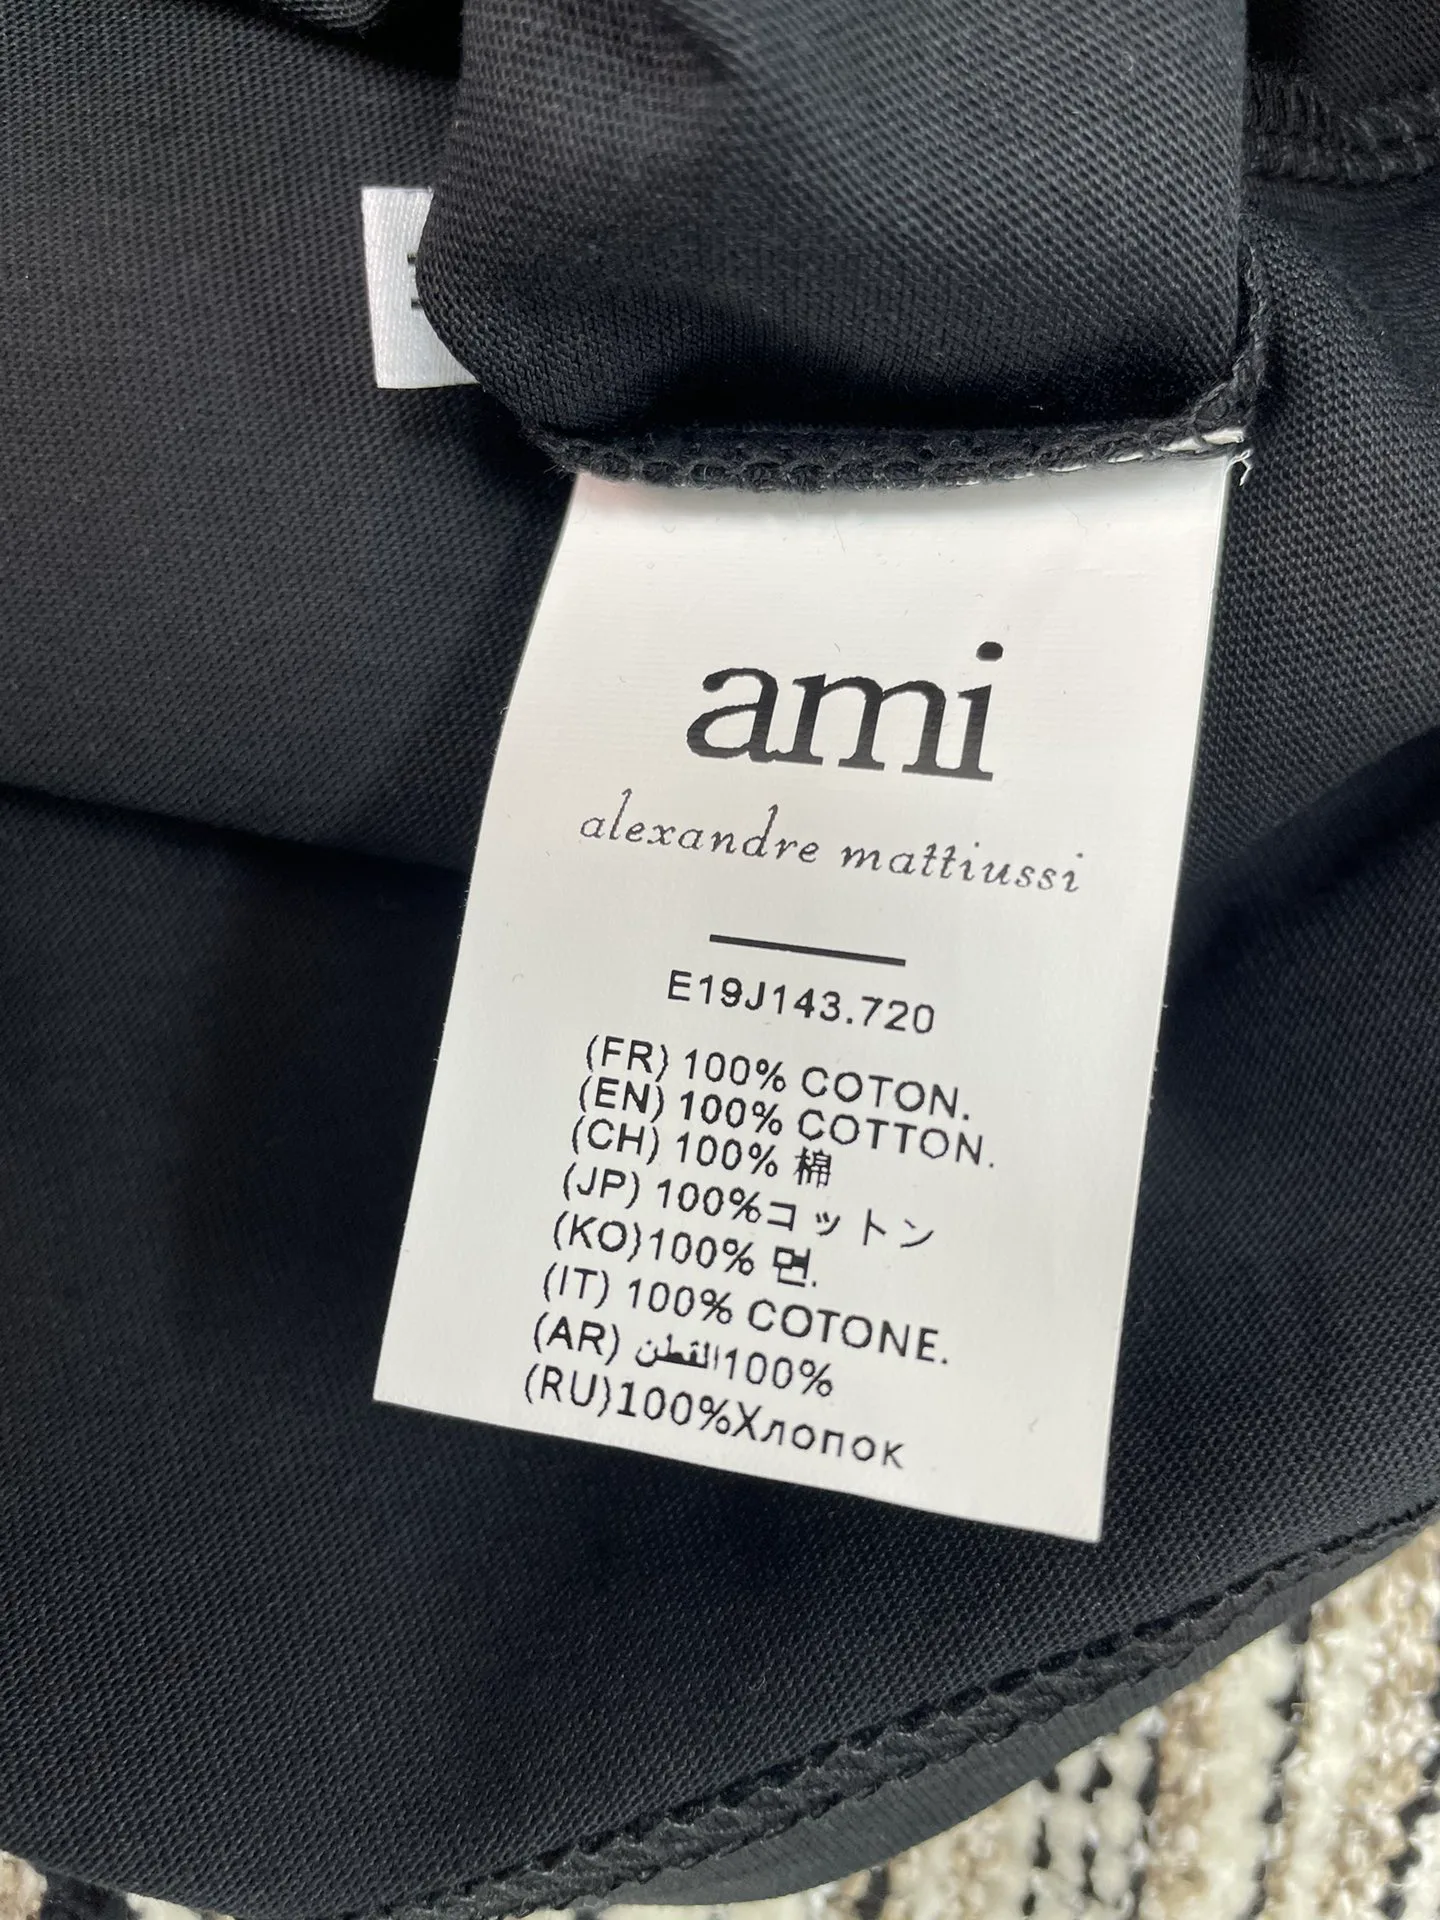 ami
alexandre mattiussi
E19J143.720
(FR) 100% COTON.
(EN) 100% COTTON.
(CH) 100% 棉
(JP) 100%コットン
(KO)100% 면.
(IT) 100% COTONE.
(AR) القطن100%
(RU)100%Хлопок